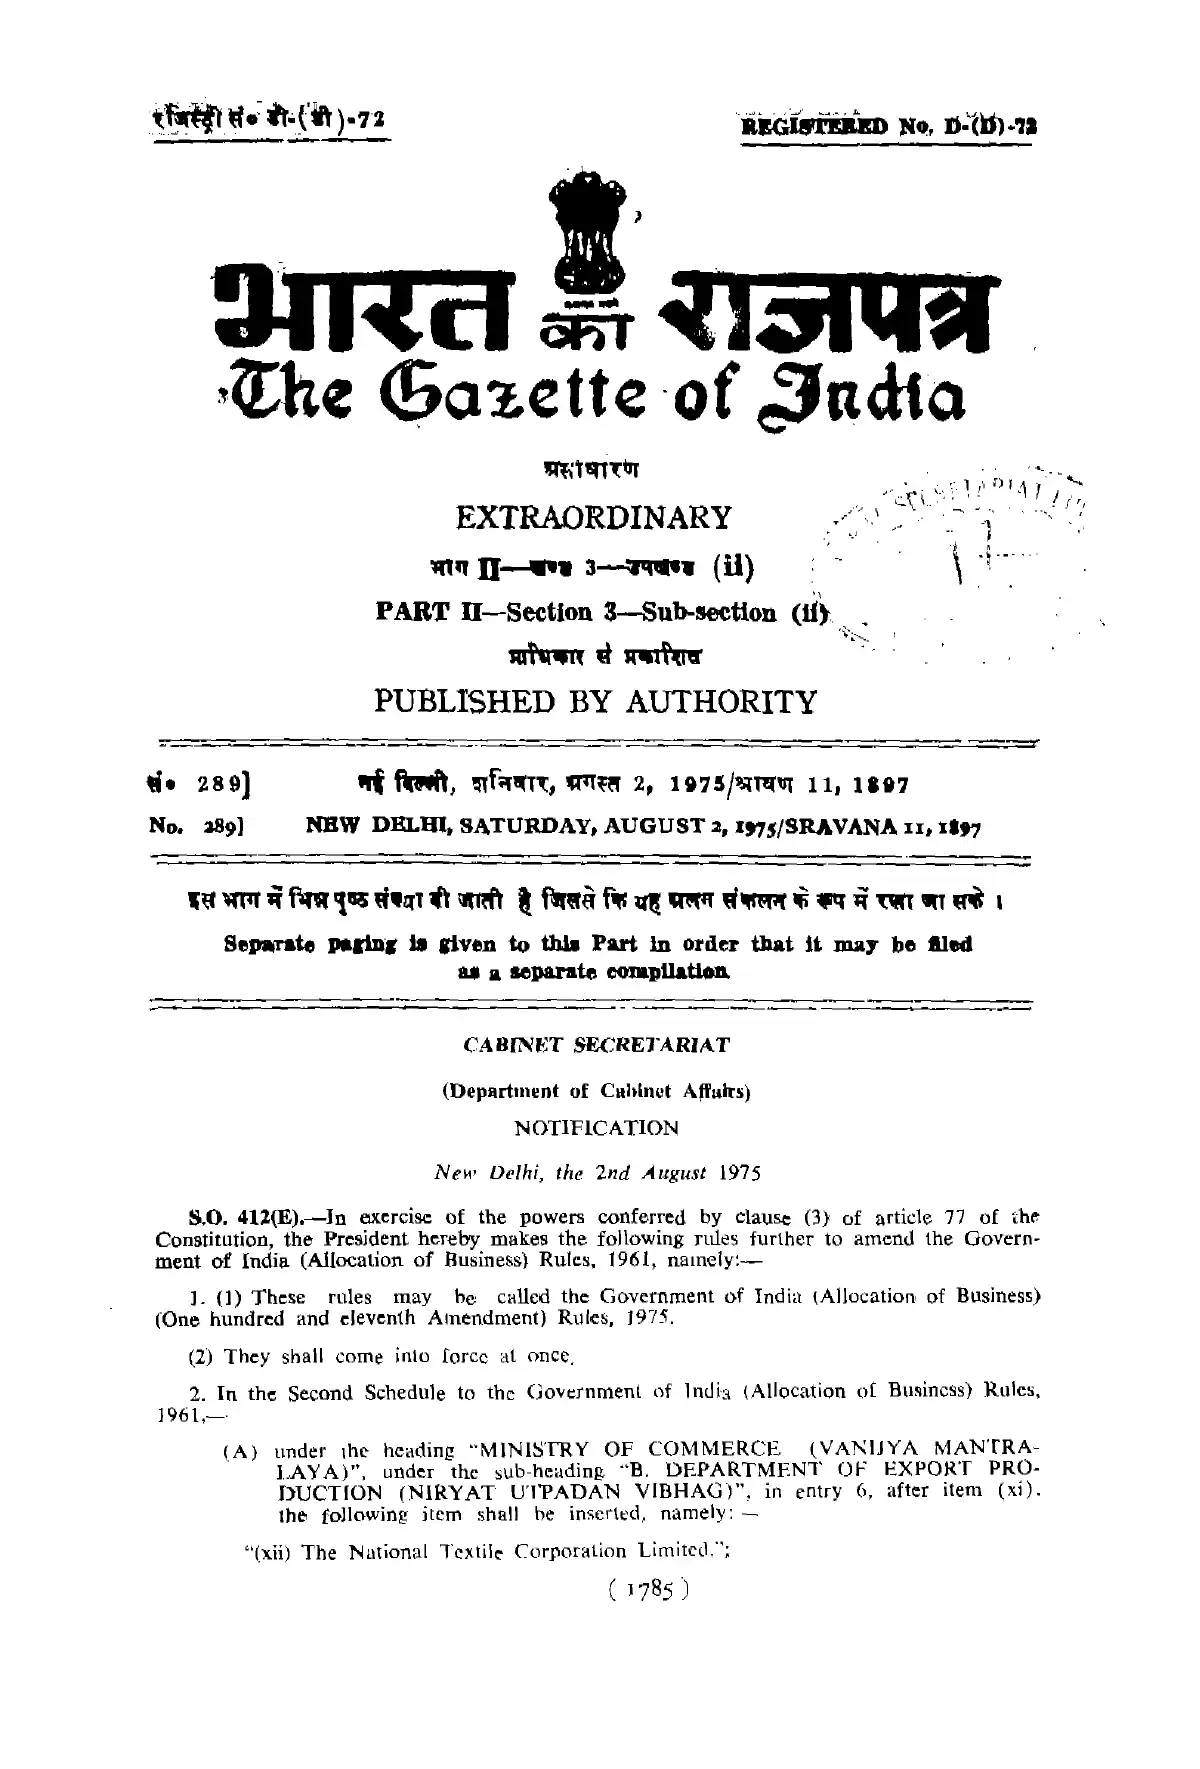 रजिस्ट्री सं० डी-(डी)-72
REGISTERED No. D-(D)-72
भारत का राजपत्र
The Gazette of India
असाधारण
EXTRAORDINARY
भाग II—खण्ड 3—उपखण्ड (ii)
PART II—Section 3—Sub-section (ii)
प्राधिकार से प्रकाशित
PUBLISHED BY AUTHORITY
सं० 289]
नई दिल्ली, शनिवार, अगस्त 2, 1975/श्रावण 11, 1897
No. 289]
NEW DELHI, SATURDAY, AUGUST 2, 1975/SRAVANA 11, 1897
इस भाग में भिन्न पृष्ठ संख्या दी जाती है जिससे कि यह अलग संकलन के रूप में रखा जा सके ।
Separate paging is given to this Part in order that it may be filed
as a separate compilation
CABINET SECRETARIAT
(Department of Cabinet Affairs)
NOTIFICATION
New Delhi, the 2nd August 1975
S.O. 412(E).—In exercise of the powers conferred by clause (3) of article 77 of the
Constitution, the President hereby makes the following rules further to amend the Govern-
ment of India (Allocation of Business) Rules, 1961, namely:—
1. (1) These rules may be called the Government of India (Allocation of Business)
(One hundred and eleventh Amendment) Rules, 1975.
(2) They shall come into force at once.
2. In the Second Schedule to the Government of India (Allocation of Business) Rules,
1961,—
(A) under the heading "MINISTRY OF COMMERCE (VANIJYA MANTRA-
LAYA)", under the sub-heading "B. DEPARTMENT OF EXPORT PRO-
DUCTION (NIRYAT UTPADAN VIBHAG)", in entry 6, after item (xi).
the following item shall be inserted, namely: —
"(xii) The National Textile Corporation Limited.";
( 1785 )